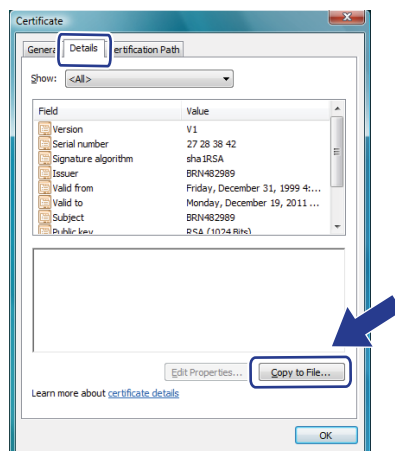 Certificate
General Details Certification Path
Show: <All>
Field Value
Version V1
Serial number 27 28 38 42
Signature algorithm sha1RSA
Issuer BRN482989
Valid from Friday, December 31, 1999 4:...
Valid to Monday, December 19, 2011 ...
Subject BRN482989
Public key RSA (1024 Bits)
Edit Properties... Copy to File...
Learn more about certificate details
OK